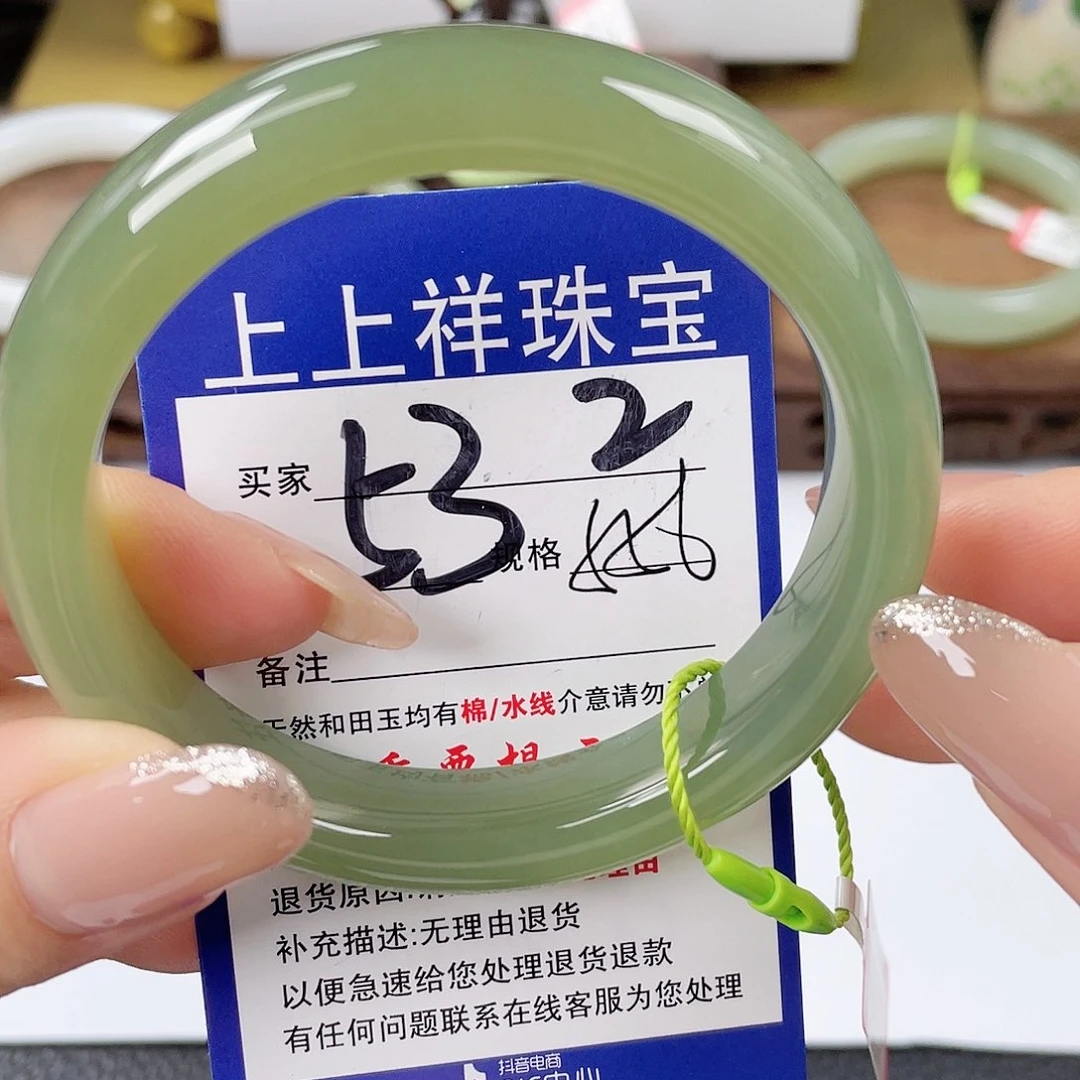 上上祥珠宝
买家 53 2
规格
备注
天然和田玉均有棉/水线介意请勿
退货原因:
理由
补充描述:无理由退货
以便急速给您处理退货退款
有任何问题联系在线客服为您处理
抖音电商